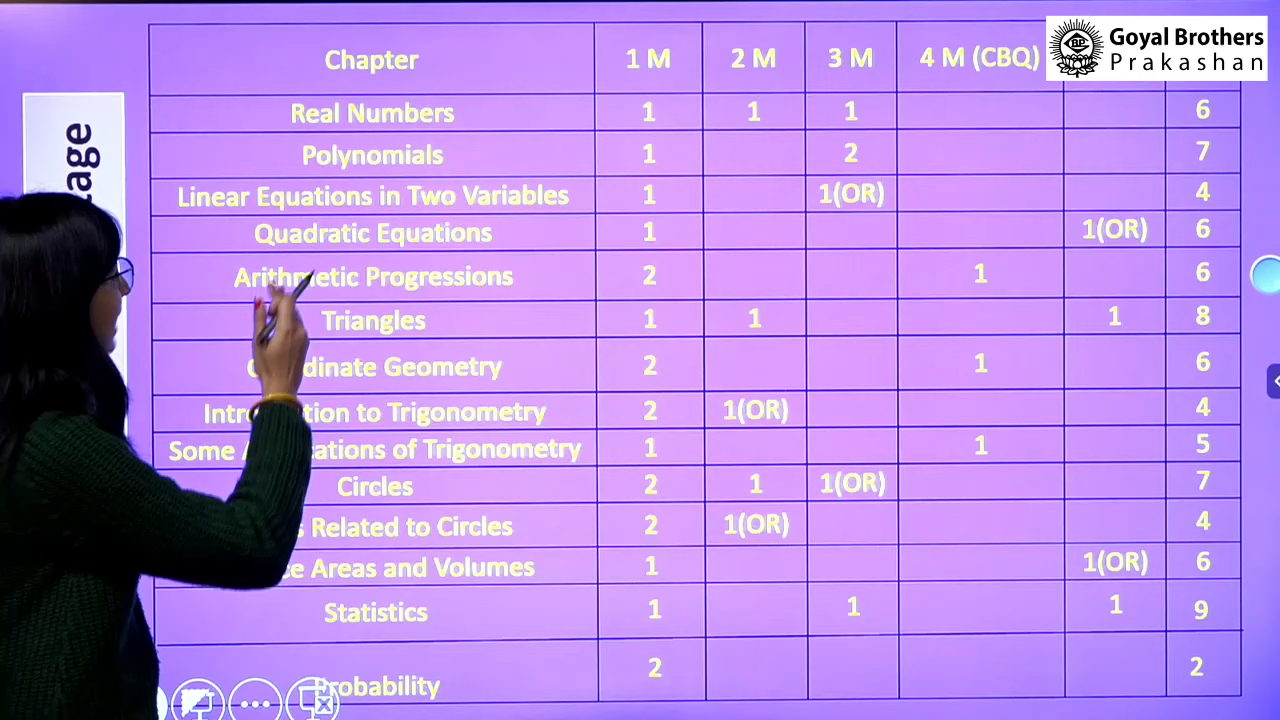 Goyal Brothers
Prakashan
Chapter 1 M 2 M 3 M 4 M (CBQ)
Real Numbers 1 1 1 6
Polynomials 1 2 7
Linear Equations in Two Variables 1 1(OR) 4
Quadratic Equations 1 1(OR) 6
Arithmetic Progressions 2 1 6
Triangles 1 1 1 8
dinate Geometry 2 1 6
tion to Trigonometry 2 1(OR) 4
Some cations of Trigonometry 1 1 5
Circles 2 1 1(OR) 7
Related to Circles 2 1(OR) 4
Areas and Volumes 1 1(OR) 6
Statistics 1 1 1 9
Probability 2 2